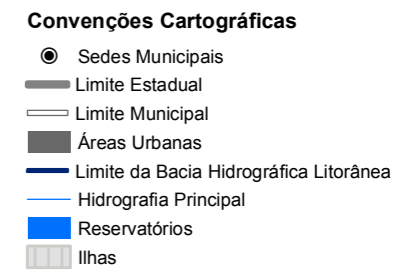 Convenções Cartográficas
Sedes Municipais
Limite Estadual
Limite Municipal
Áreas Urbanas
Limite da Bacia Hidrográfica Litorânea
Hidrografia Principal
Reservatórios
Ilhas